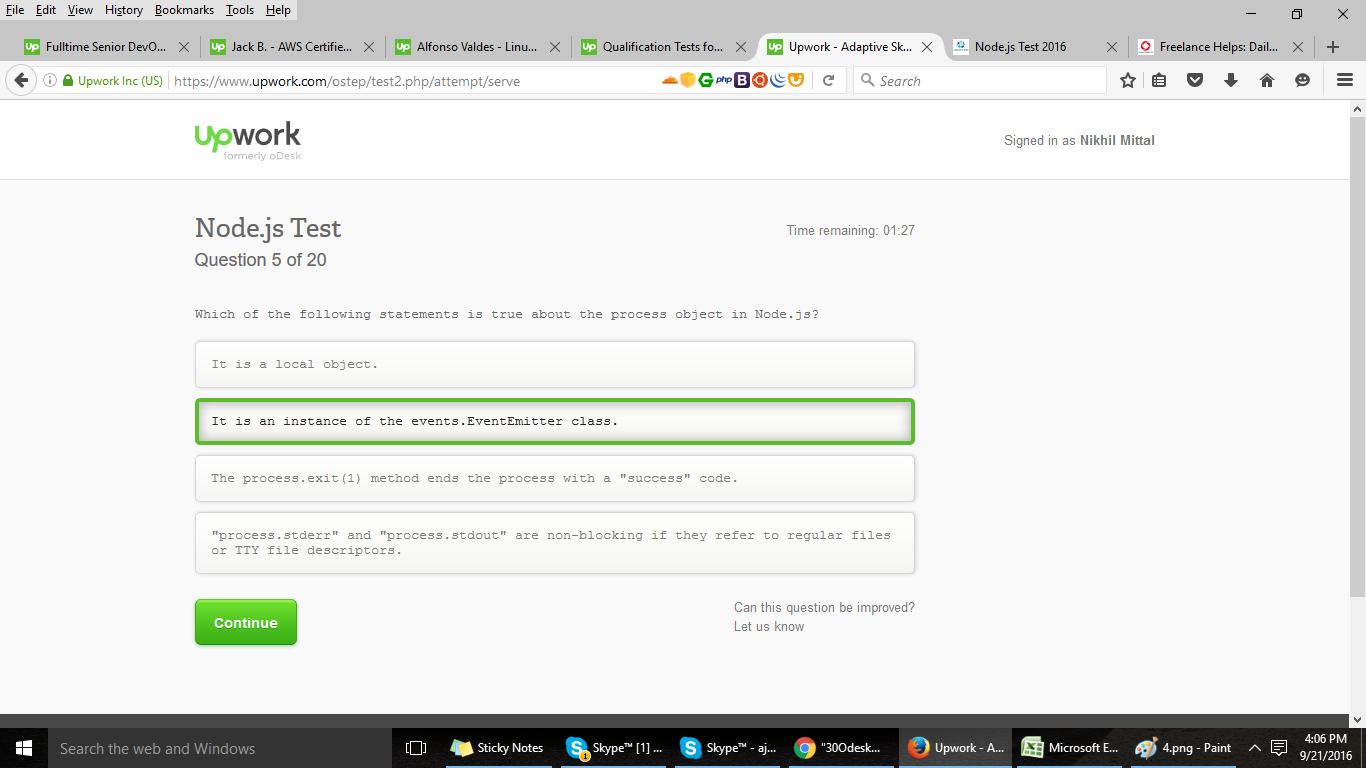 File Edit View History Bookmarks Tools Help
Up Fulltime Senior DevO... Up Jack B. - AWS Certifie... Up Alfonso Valdes - Linu... Up Qualification Tests fo... Up Upwork - Adaptive Sk... Node.js Test 2016 Freelance Helps: Dail...
Upwork Inc (US) https://www.upwork.com/ostep/test2.php/attempt/serve php B Search
upwork
formerly oDesk
Signed in as Nikhil Mittal
Node.js Test
Time remaining: 01:27
Question 5 of 20
Which of the following statements is true about the process object in Node.js?
It is a local object.
It is an instance of the events.EventEmitter class.
The process.exit(1) method ends the process with a "success" code.
"process.stderr" and "process.stdout" are non-blocking if they refer to regular files
or TTY file descriptors.
Continue
Can this question be improved?
Let us know
Search the web and Windows
Sticky Notes
1 Skype™ [1] ...
Skype™ - aj...
"30Odesk...
Upwork - A...
Microsoft E...
4.png - Paint
4:06 PM
9/21/2016